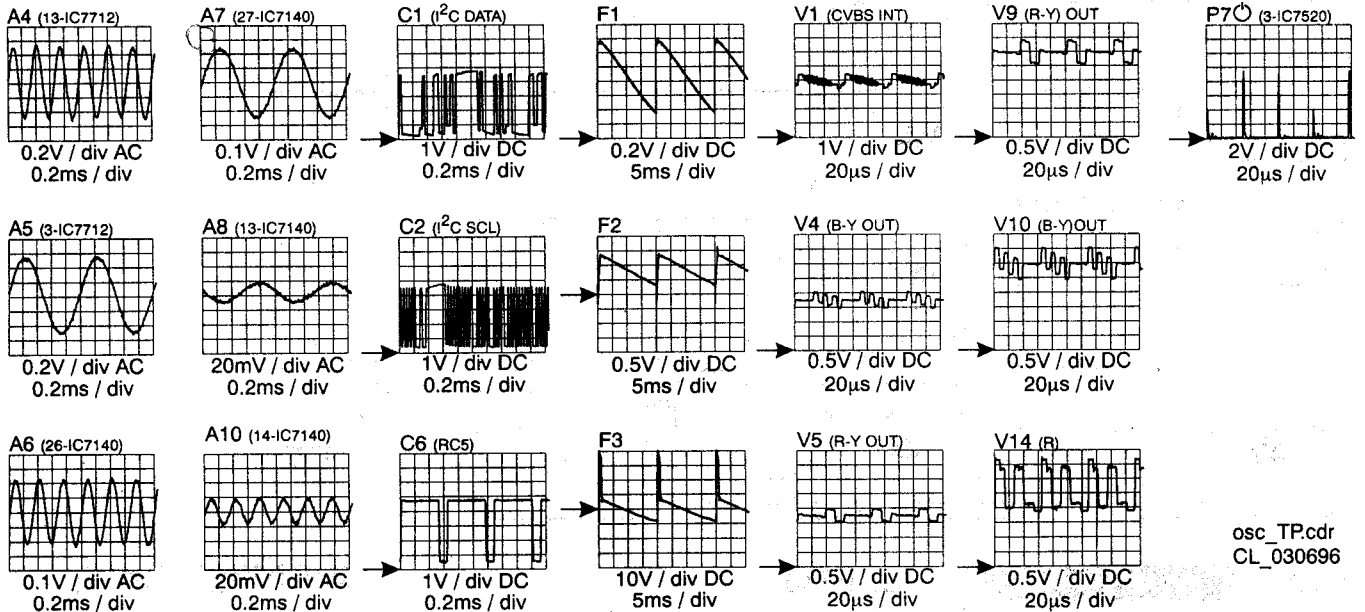 A4 (13-IC7712)
0.2V / div AC
0.2ms / div
A7 (27-IC7140)
0.1V / div AC
0.2ms / div
C1 (I²C DATA)
1V / div DC
0.2ms / div
F1
0.2V / div DC
5ms / div
V1 (CVBS INT)
1V / div DC
20µs / div
V9 (R-Y) OUT
0.5V / div DC
20µs / div
P7⏻ (3-IC7520)
2V / div DC
20µs / div
A5 (3-IC7712)
0.2V / div AC
0.2ms / div
A8 (13-IC7140)
20mV / div AC
0.2ms / div
C2 (I²C SCL)
1V / div DC
0.2ms / div
F2
0.5V / div DC
5ms / div
V4 (B-Y OUT)
0.5V / div DC
20µs / div
V10 (B-Y)OUT
0.5V / div DC
20µs / div
A6 (26-IC7140)
0.1V / div AC
0.2ms / div
A10 (14-IC7140)
20mV / div AC
0.2ms / div
C6 (RC5)
1V / div DC
0.2ms / div
F3
10V / div DC
5ms / div
V5 (R-Y OUT)
0.5V / div DC
20µs / div
V14 (R)
0.5V / div DC
20µs / div
osc_TP.cdr
CL_030696